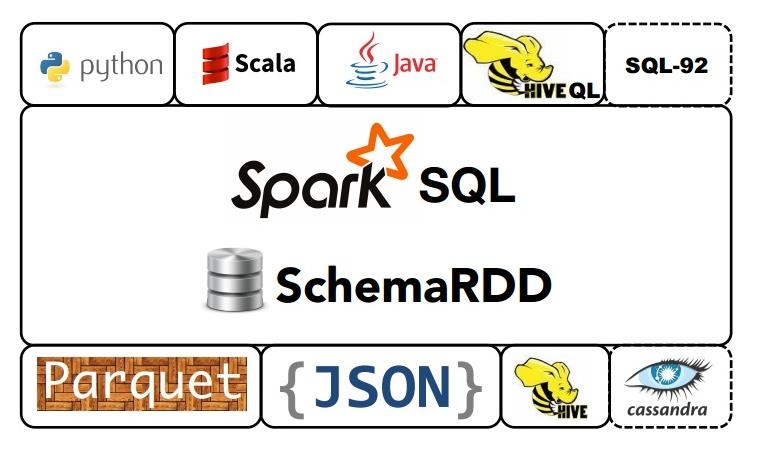 python
Scala
Java
HIVE QL
SQL-92
Spark SQL
SchemaRDD
Parquet
{JSON}
HIVE
cassandra